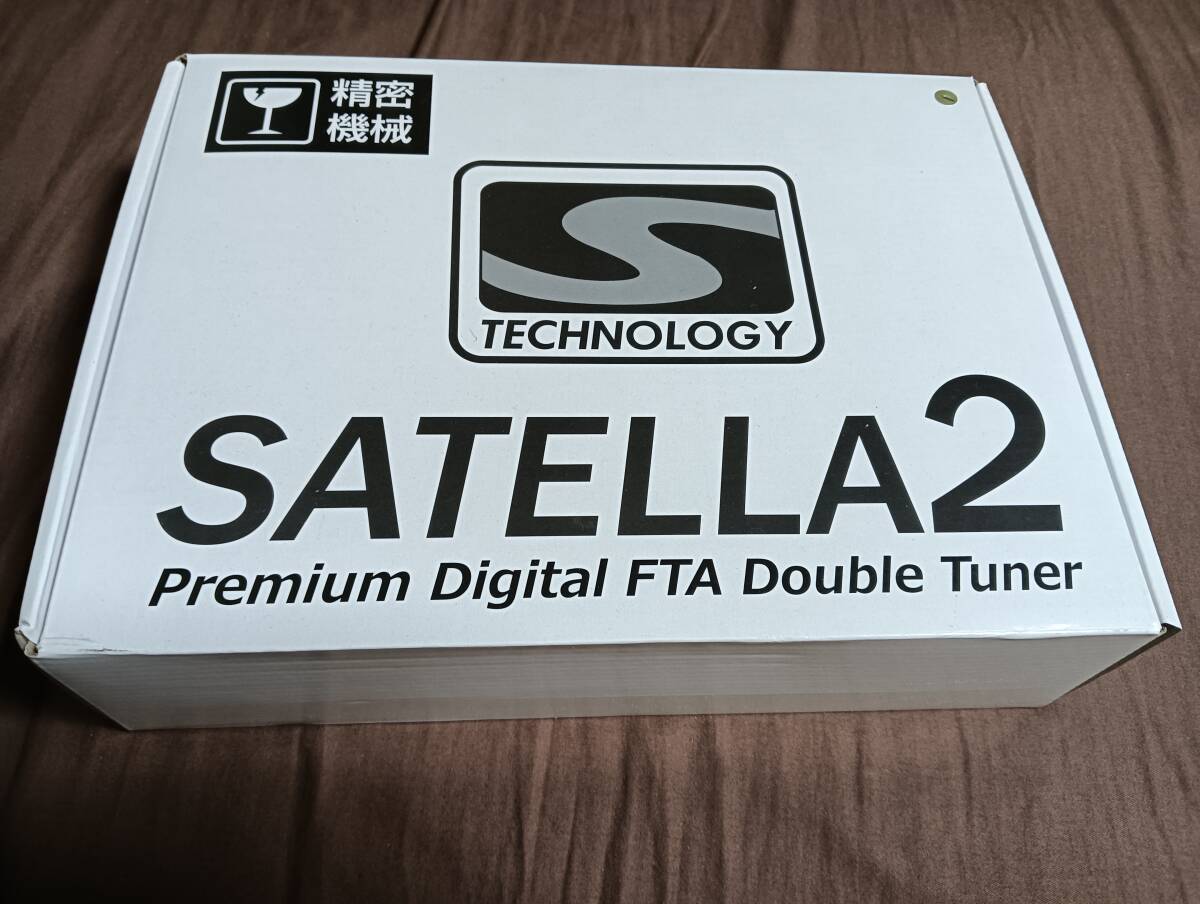 精密
機械
TECHNOLOGY
SATELLA2
Premium Digital FTA Double Tuner